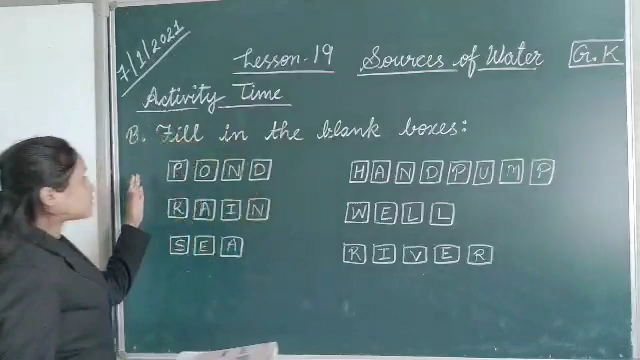 7/1/2021
Lesson-19 Sources of Water G.K
Activity Time
B. Fill in the blank boxes:
POND HANDPUMP
RAIN WELL
SEA RIVER